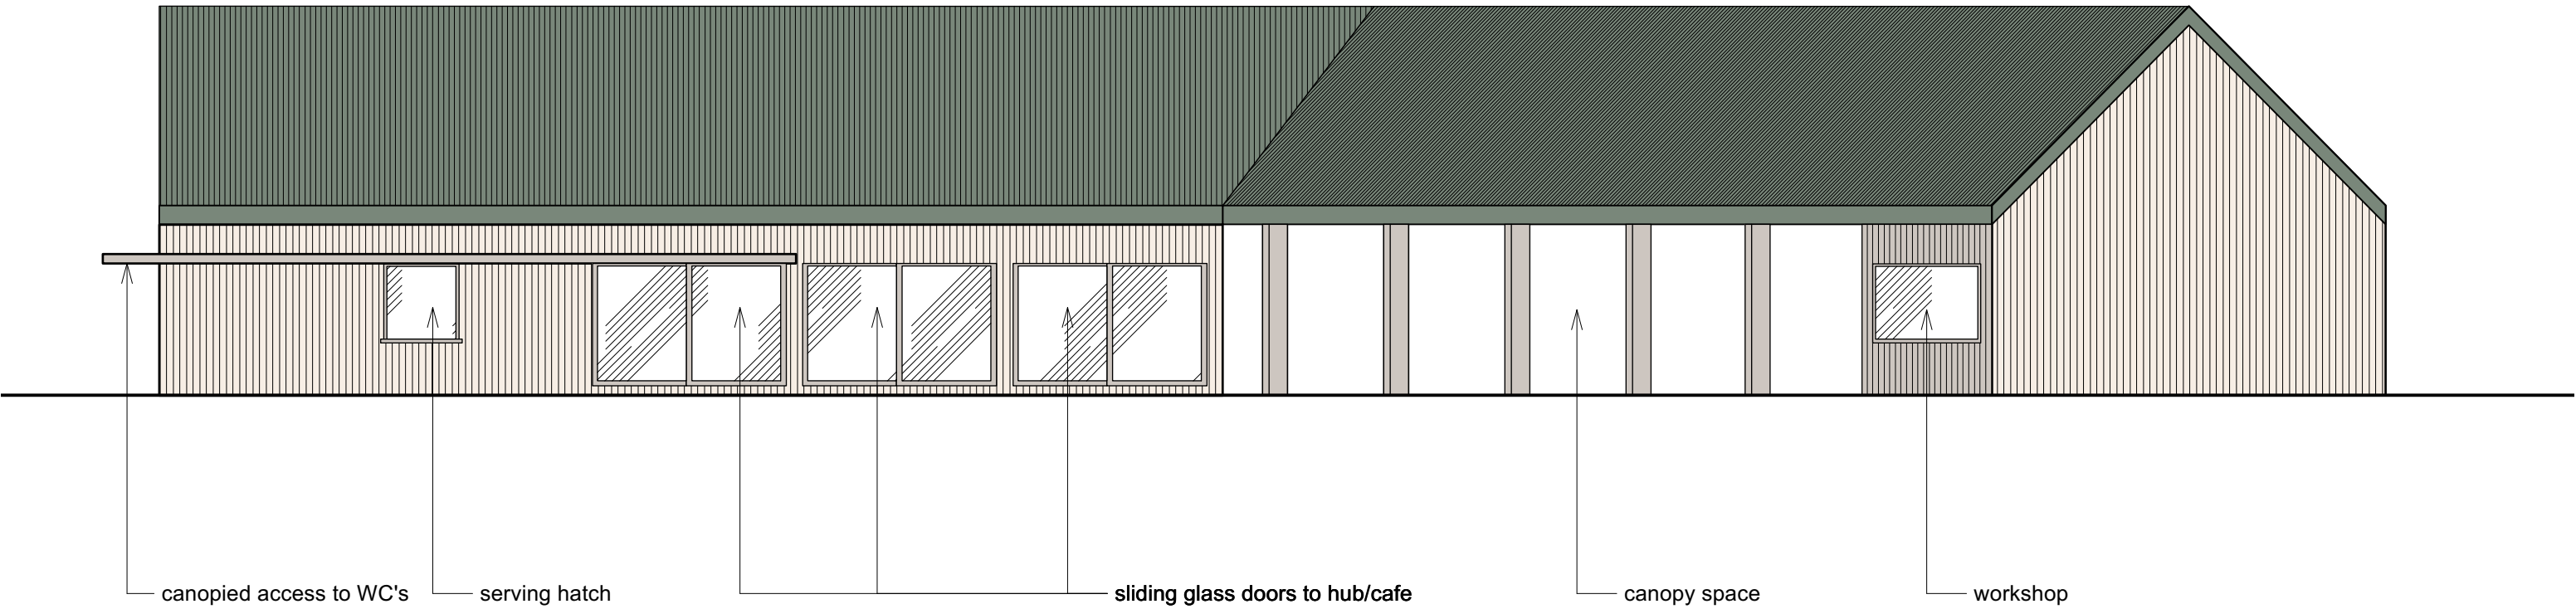 canopied access to WC's
serving hatch
sliding glass doors to hub/cafe
canopy space
workshop